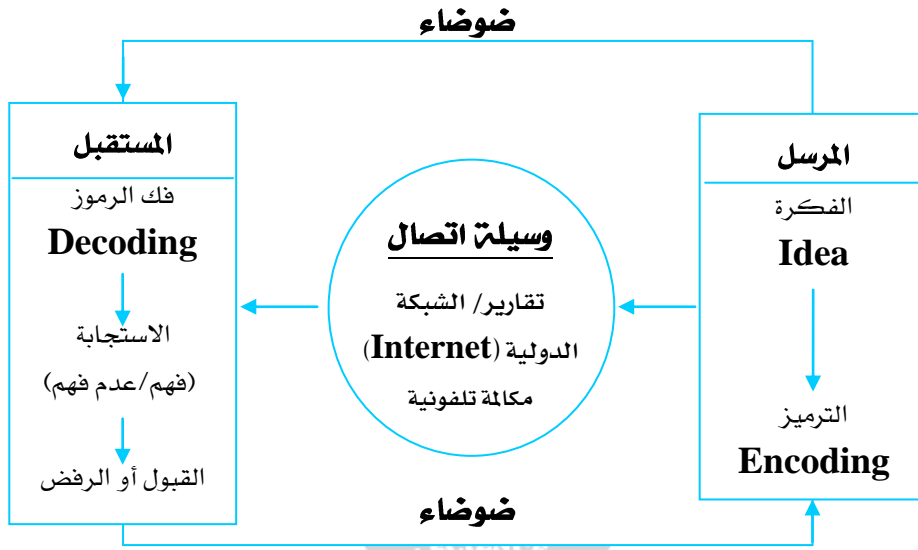 ضوضاء
المرسل
الفكرة
Idea
الترميز
Encoding
وسيلة اتصال
تقارير/ الشبكة
الدولية (Internet)
مكالمة تلفونية
المستقبل
فك الرموز
Decoding
الاستجابة
(فهم/عدم فهم)
القبول أو الرفض
ضوضاء